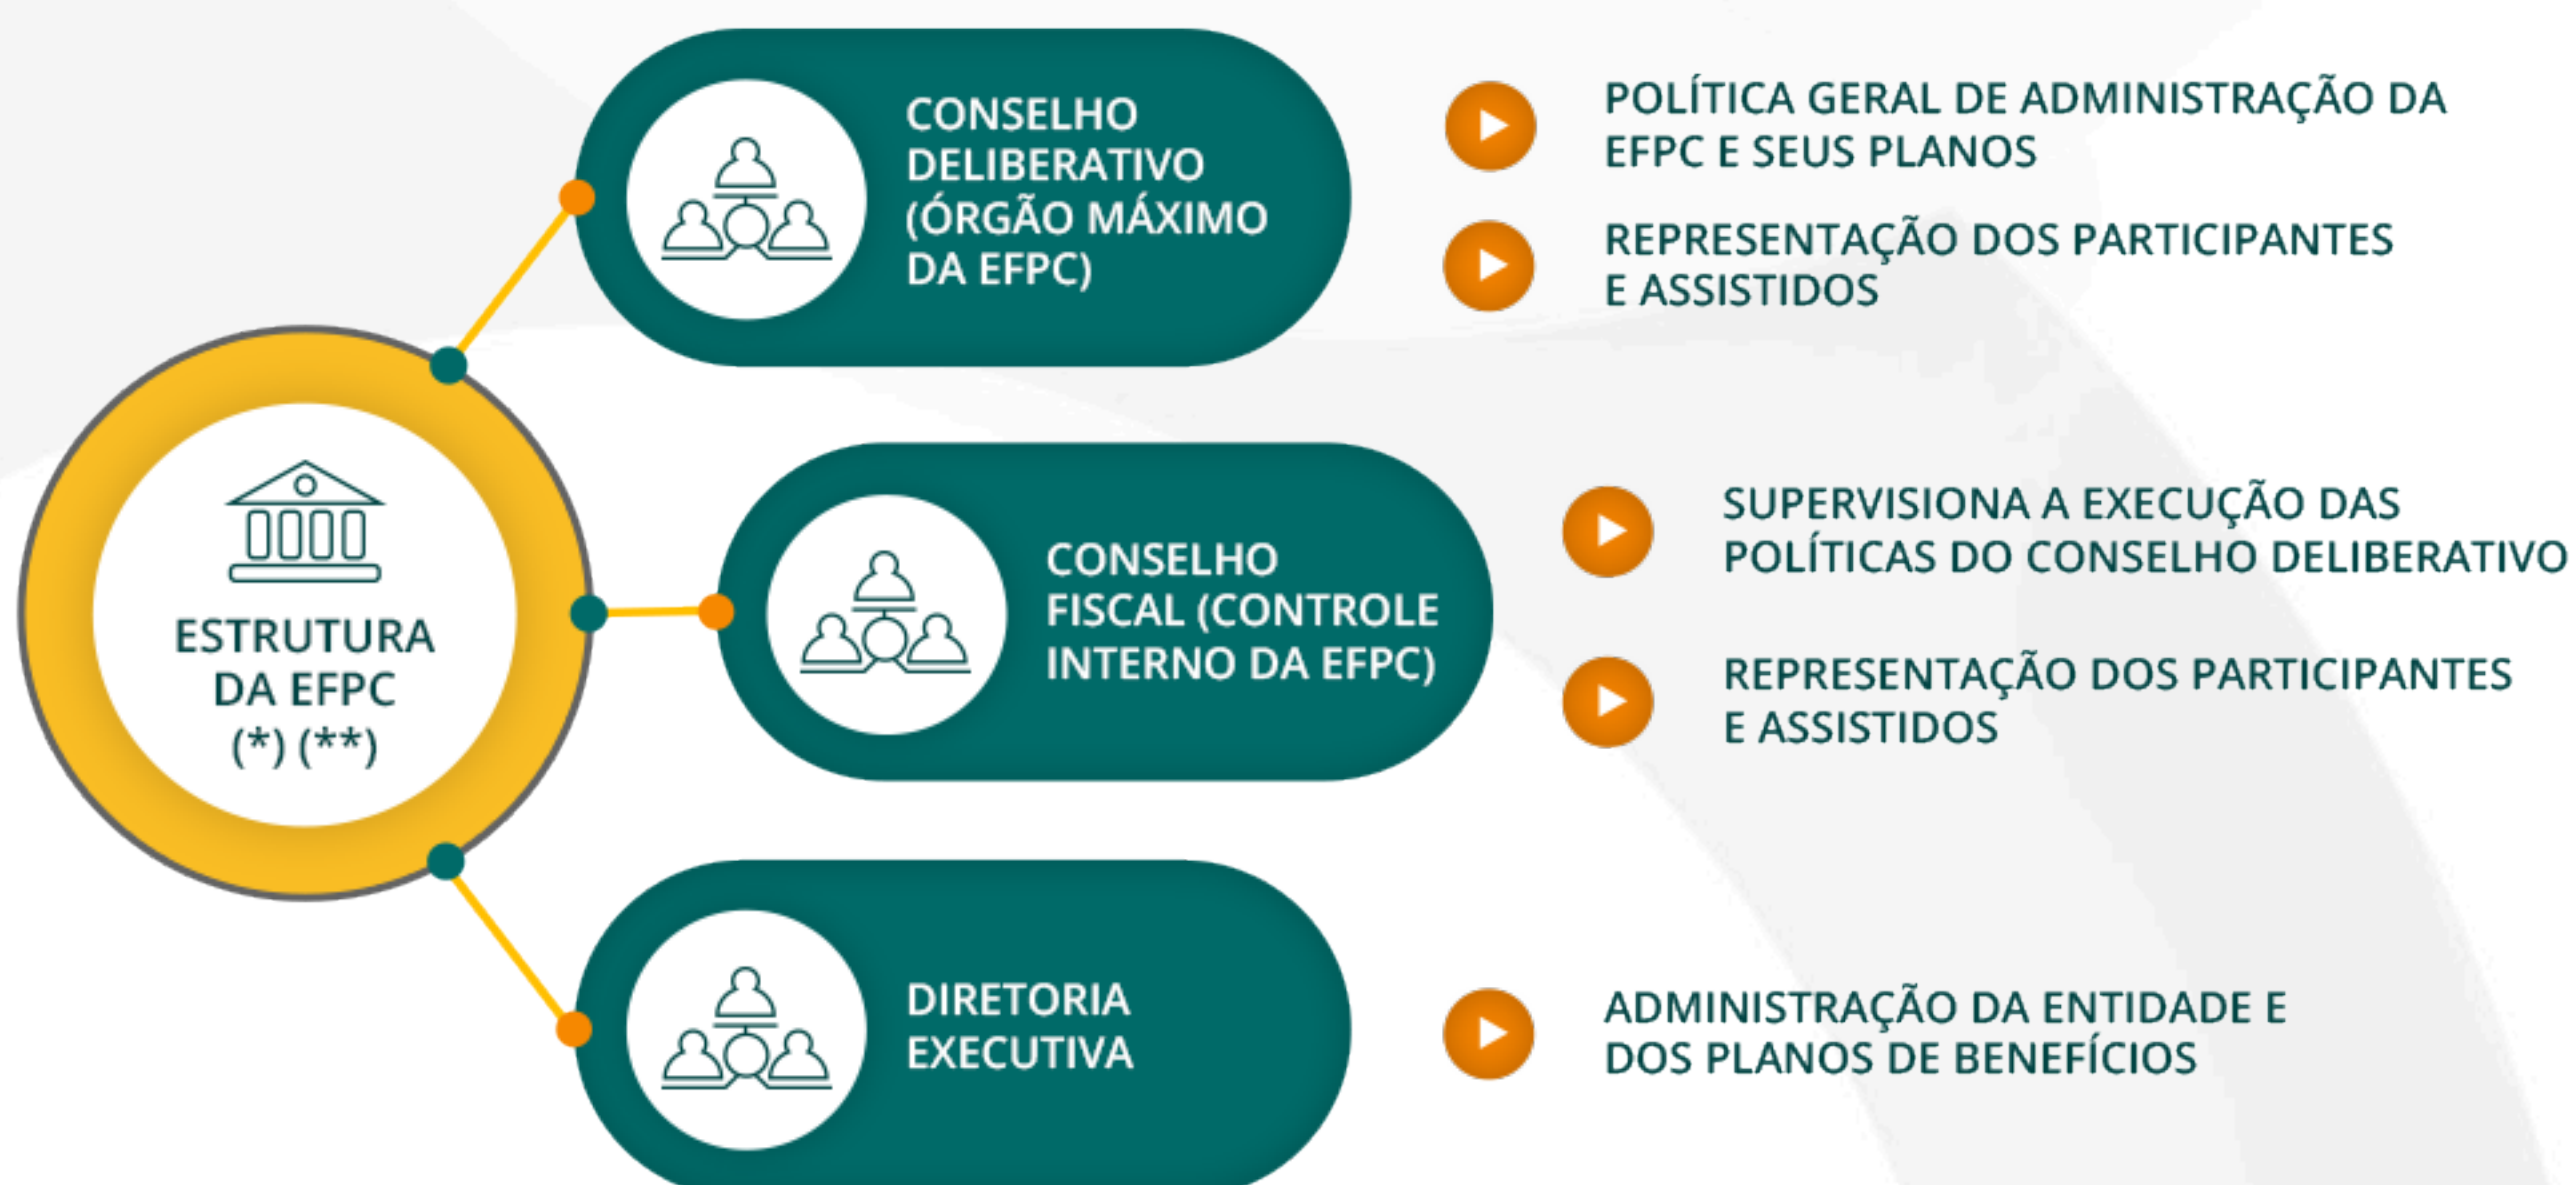 ESTRUTURA
DA EFPC
(*) (**)
CONSELHO
DELIBERATIVO
(ÓRGÃO MÁXIMO
DA EFPC)
POLÍTICA GERAL DE ADMINISTRAÇÃO DA
EFPC E SEUS PLANOS
REPRESENTAÇÃO DOS PARTICIPANTES
E ASSISTIDOS
CONSELHO
FISCAL (CONTROLE
INTERNO DA EFPC)
SUPERVISIONA A EXECUÇÃO DAS
POLÍTICAS DO CONSELHO DELIBERATIVO
REPRESENTAÇÃO DOS PARTICIPANTES
E ASSISTIDOS
DIRETORIA
EXECUTIVA
ADMINISTRAÇÃO DA ENTIDADE E
DOS PLANOS DE BENEFÍCIOS